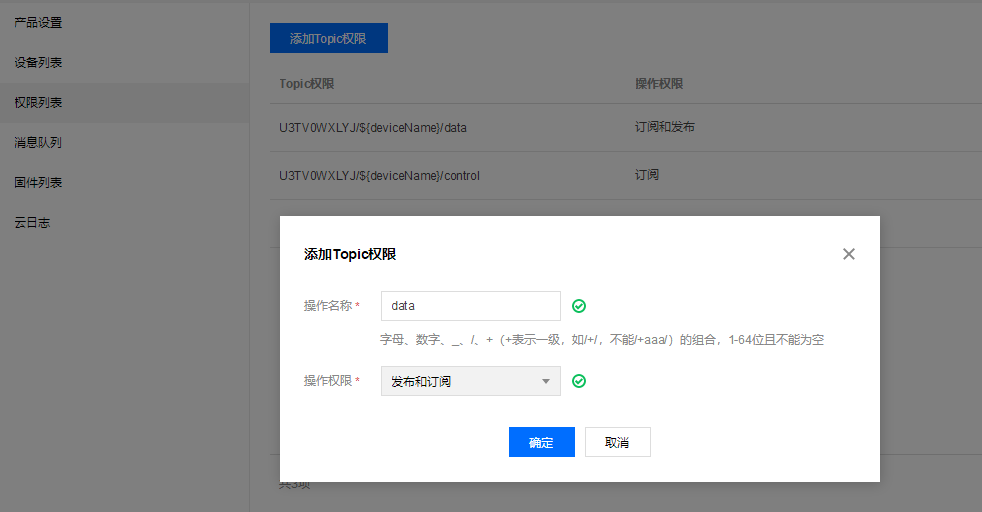 产品设置
设备列表
权限列表
消息队列
固件列表
云日志
添加Topic权限
Topic权限 操作权限
U3TV0WXLYJ/${deviceName}/data 订阅和发布
U3TV0WXLYJ/${deviceName}/control 订阅
添加Topic权限
操作名称 * data
字母、数字、_、/、+（+表示一级，如/+/，不能/+aaa/）的组合，1-64位且不能为空
操作权限 * 发布和订阅
确定 取消
共3项